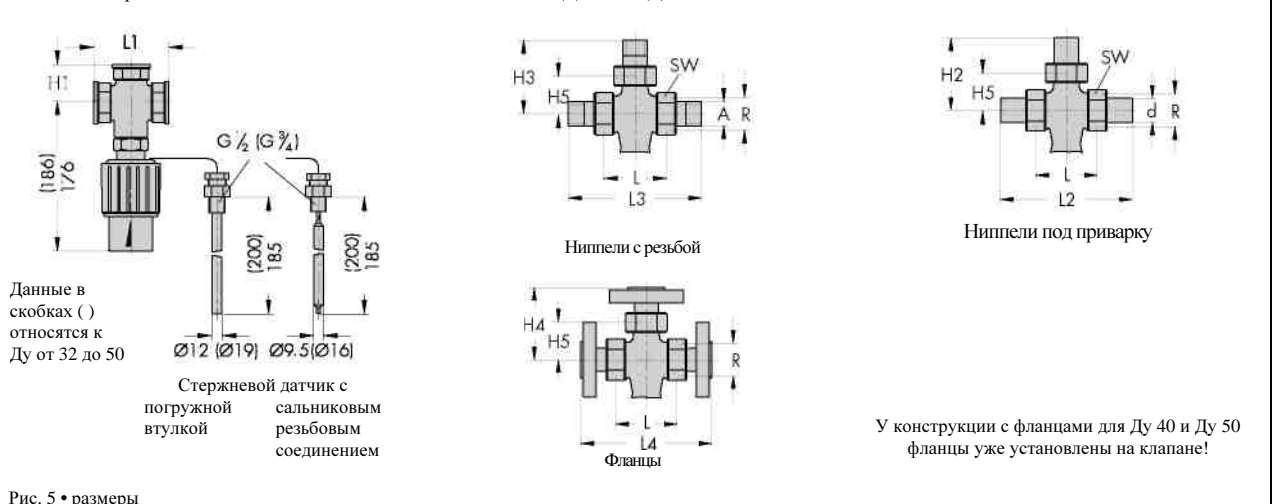 L1
H1
(186)
176
G ½ (G ¾)
(200)
185
(200)
185
Ø12 (Ø19) Ø9.5(Ø16)
Данные в
скобках ( )
относятся к
Ду от 32 до 50
Стержневой датчик с
погружной
втулкой
сальниковым
резьбовым
соединением
H3
H5
SW
A R
L
L3
Ниппели с резьбой
H4
H5
R
L
L4
Фланцы
H2
H5
SW
d R
L
L2
Ниппели под приварку
У конструкции с фланцами для Ду 40 и Ду 50
фланцы уже установлены на клапане!
Рис. 5 • размеры